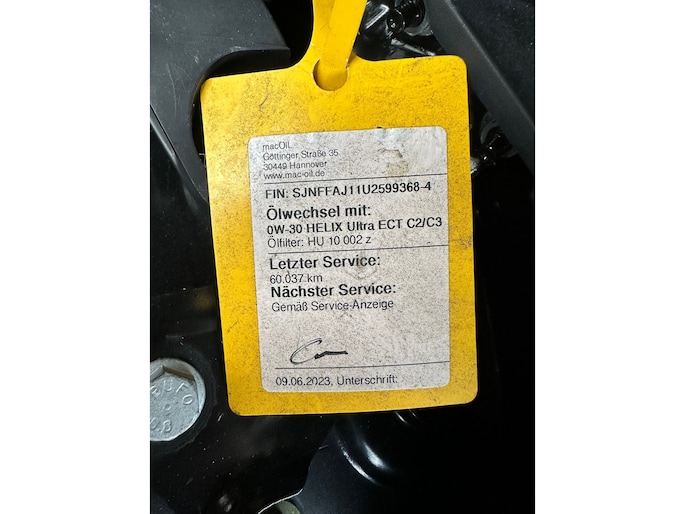 macOIL
Göttinger Straße 35
30449 Hannover
www.mac-oil.de
FIN: SJNFFAJ11U2599368-4
Ölwechsel mit:
0W-30 HELIX Ultra ECT C2/C3
Ölfilter: HU 10 002 z
Letzter Service:
60.037 km
Nächster Service:
Gemäß Service-Anzeige
09.06.2023, Unterschrift: